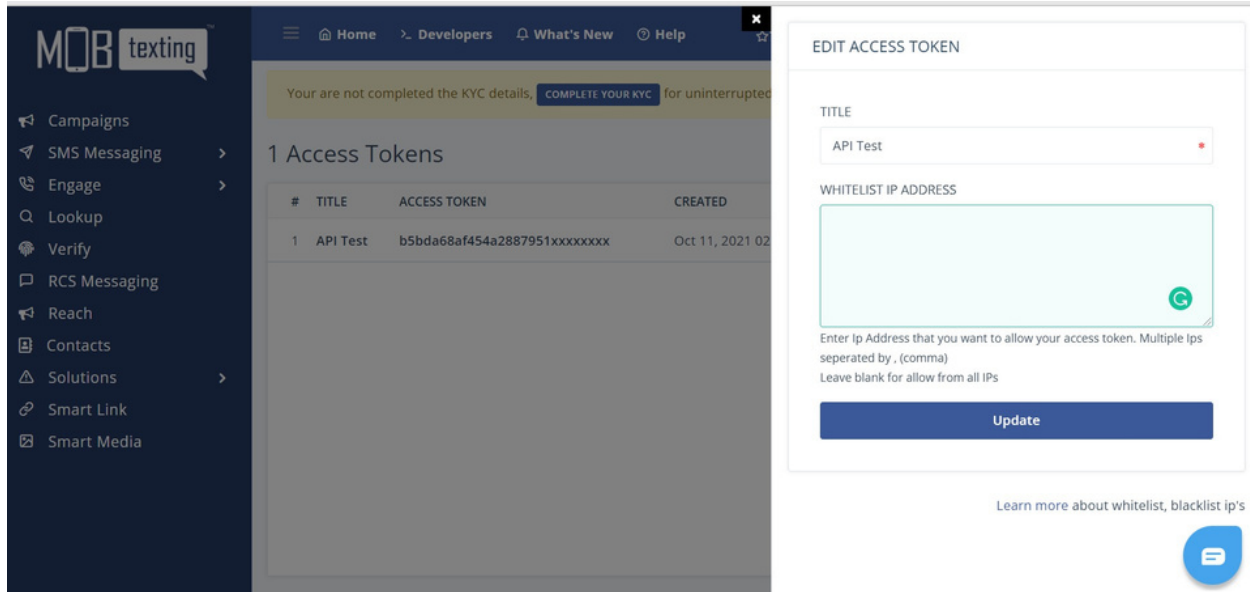 MOB texting TM
Campaigns
SMS Messaging
Engage
Lookup
Verify
RCS Messaging
Reach
Contacts
Solutions
Smart Link
Smart Media
Home Developers What's New Help
Your are not completed the KYC details, COMPLETE YOUR KYC for uninterrupted
1 Access Tokens
# TITLE ACCESS TOKEN CREATED
1 API Test b5bda68af454a2887951xxxxxxxx Oct 11, 2021 02
EDIT ACCESS TOKEN
TITLE
API Test *
WHITELIST IP ADDRESS
Enter Ip Address that you want to allow your access token. Multiple Ips
seperated by , (comma)
Leave blank for allow from all IPs
Update
Learn more about whitelist, blacklist ip's